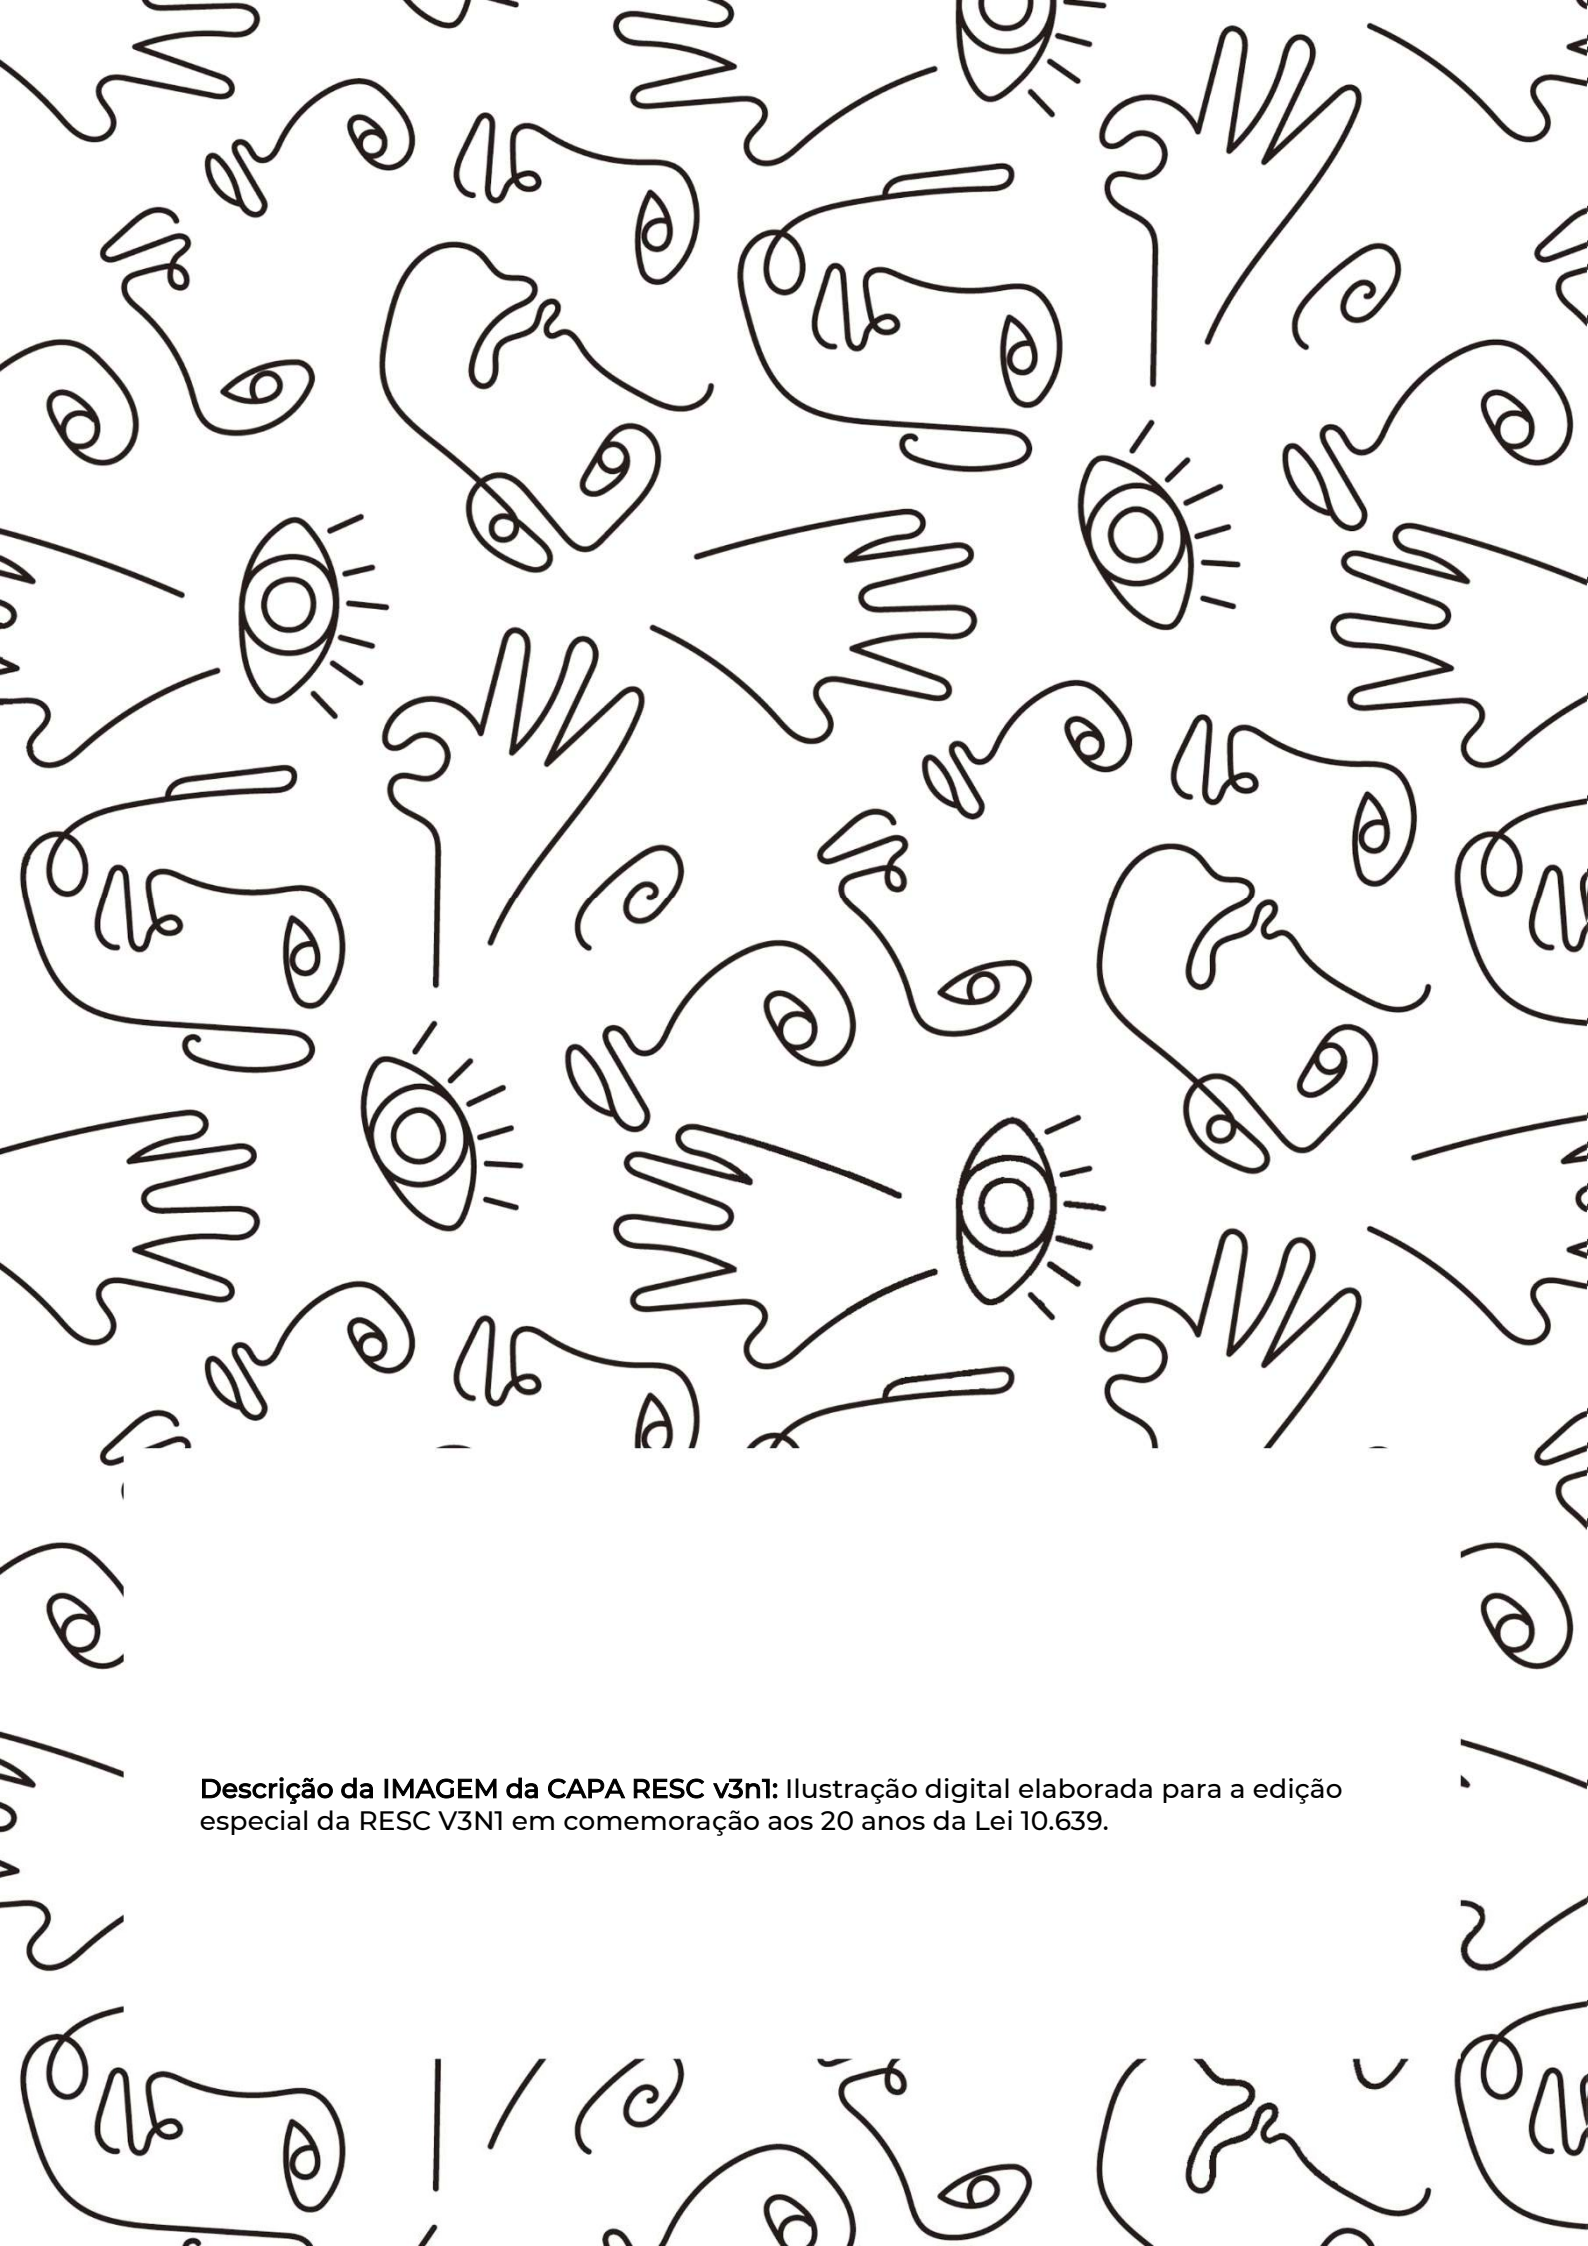 Descrição da IMAGEM da CAPA RESC v3n1: Ilustração digital elaborada para a edição
especial da RESC V3N1 em comemoração aos 20 anos da Lei 10.639.